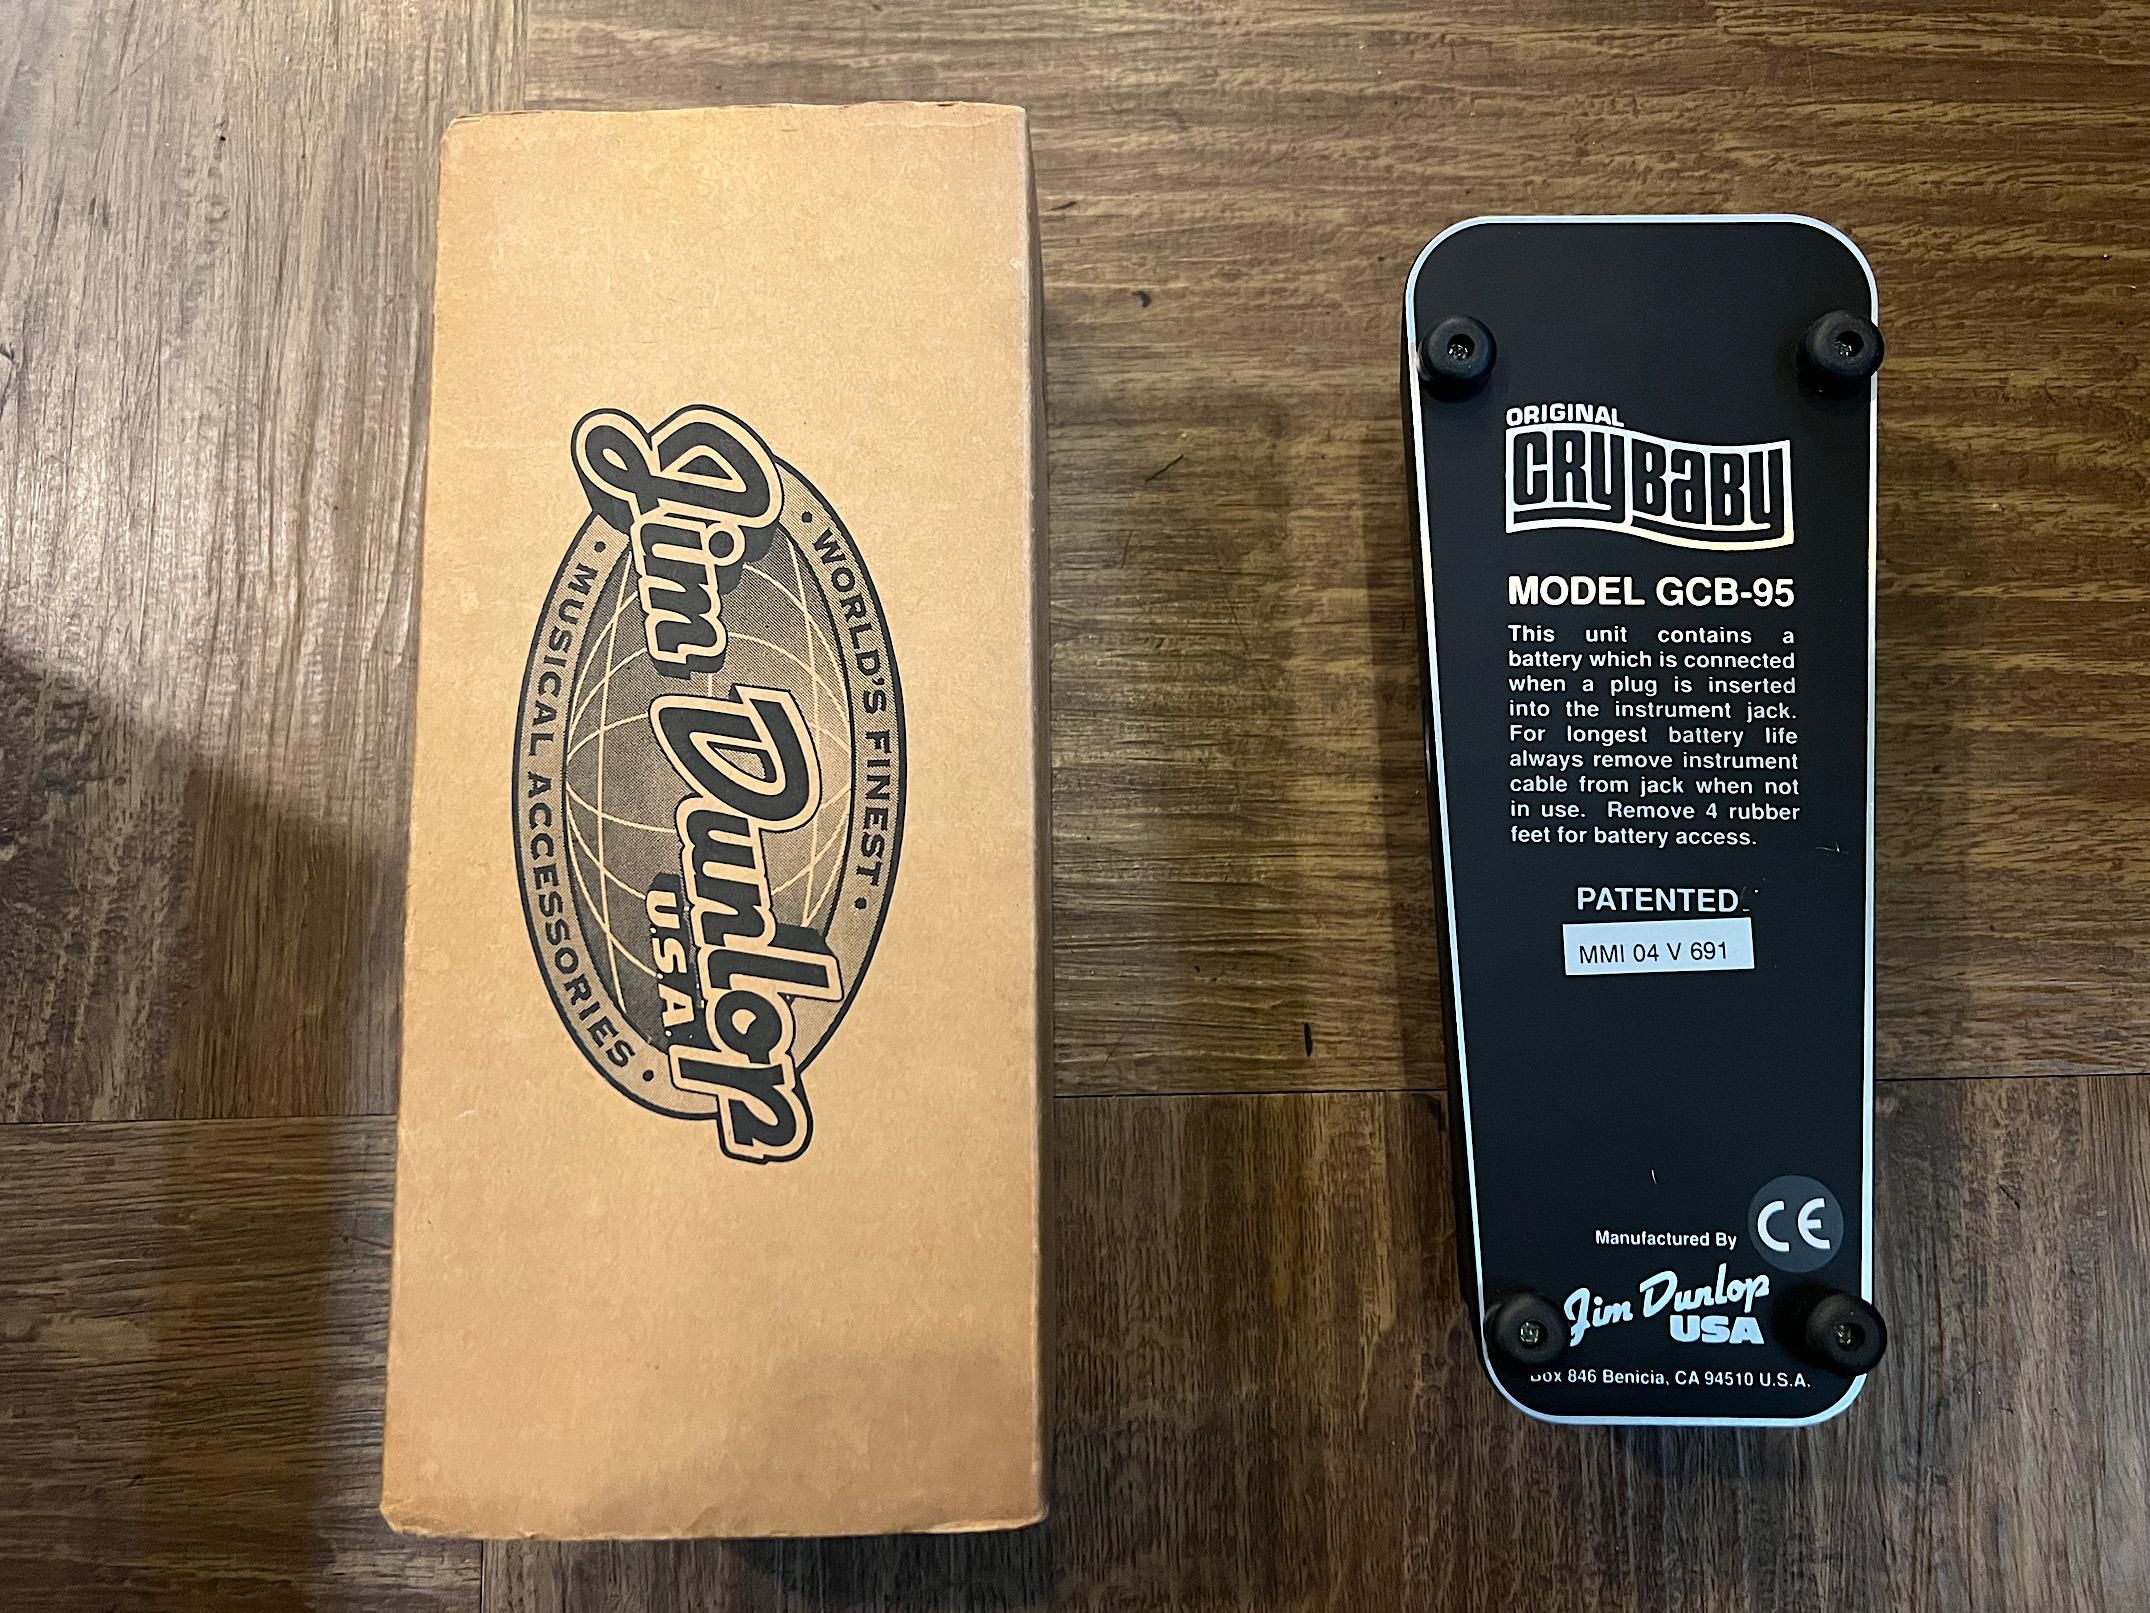 Jim Dunlop
U.S.A.
• WORLD'S FINEST •
• MUSICAL ACCESSORIES •
ORIGINAL
CRYBABY
MODEL GCB-95
This unit contains a
battery which is connected
when a plug is inserted
into the instrument jack.
For longest battery life
always remove instrument
cable from jack when not
in use. Remove 4 rubber
feet for battery access.
PATENTED
MMI 04 V 691
CE
Manufactured By
Jim Dunlop
USA
Box 846 Benicia, CA 94510 U.S.A.